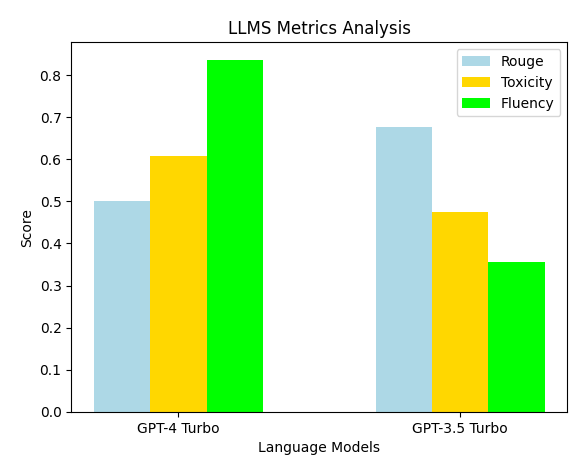 LLMS Metrics Analysis
Rouge
Toxicity
Fluency
Score
0.8
0.7
0.6
0.5
0.4
0.3
0.2
0.1
0.0
GPT-4 Turbo
GPT-3.5 Turbo
Language Models